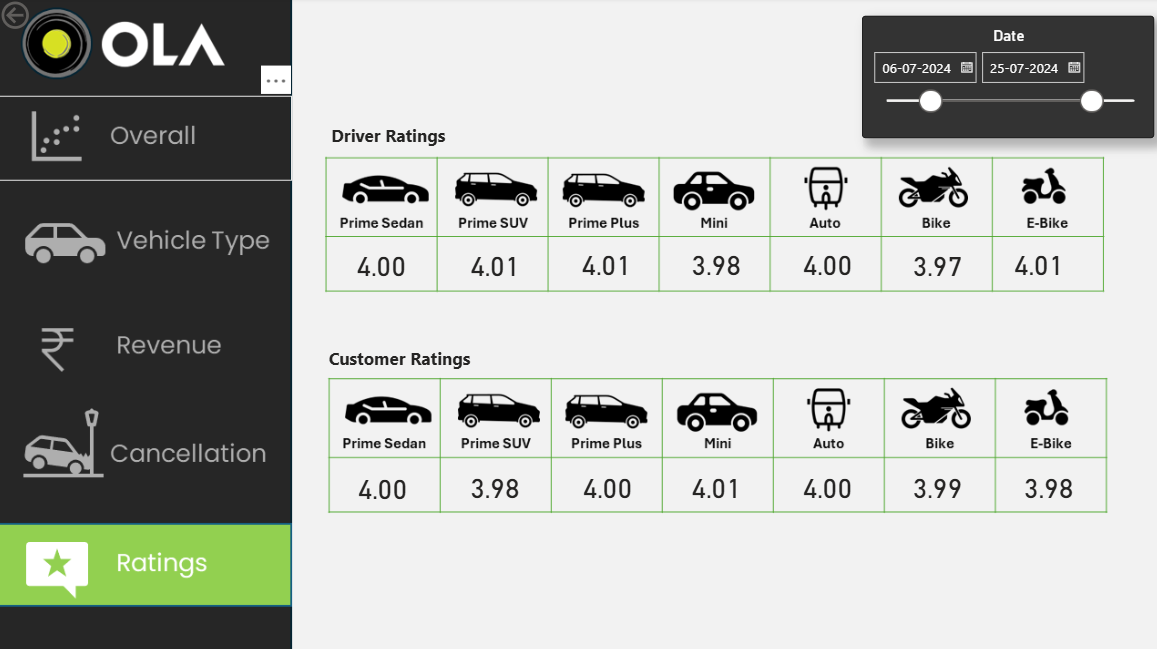 OLA
...
Date
06-07-2024 25-07-2024
Overall
Vehicle Type
₹ Revenue
Cancellation
Ratings
Driver Ratings
Prime Sedan Prime SUV Prime Plus Mini Auto Bike E-Bike
4.00 4.01 4.01 3.98 4.00 3.97 4.01
Customer Ratings
Prime Sedan Prime SUV Prime Plus Mini Auto Bike E-Bike
4.00 3.98 4.00 4.01 4.00 3.99 3.98